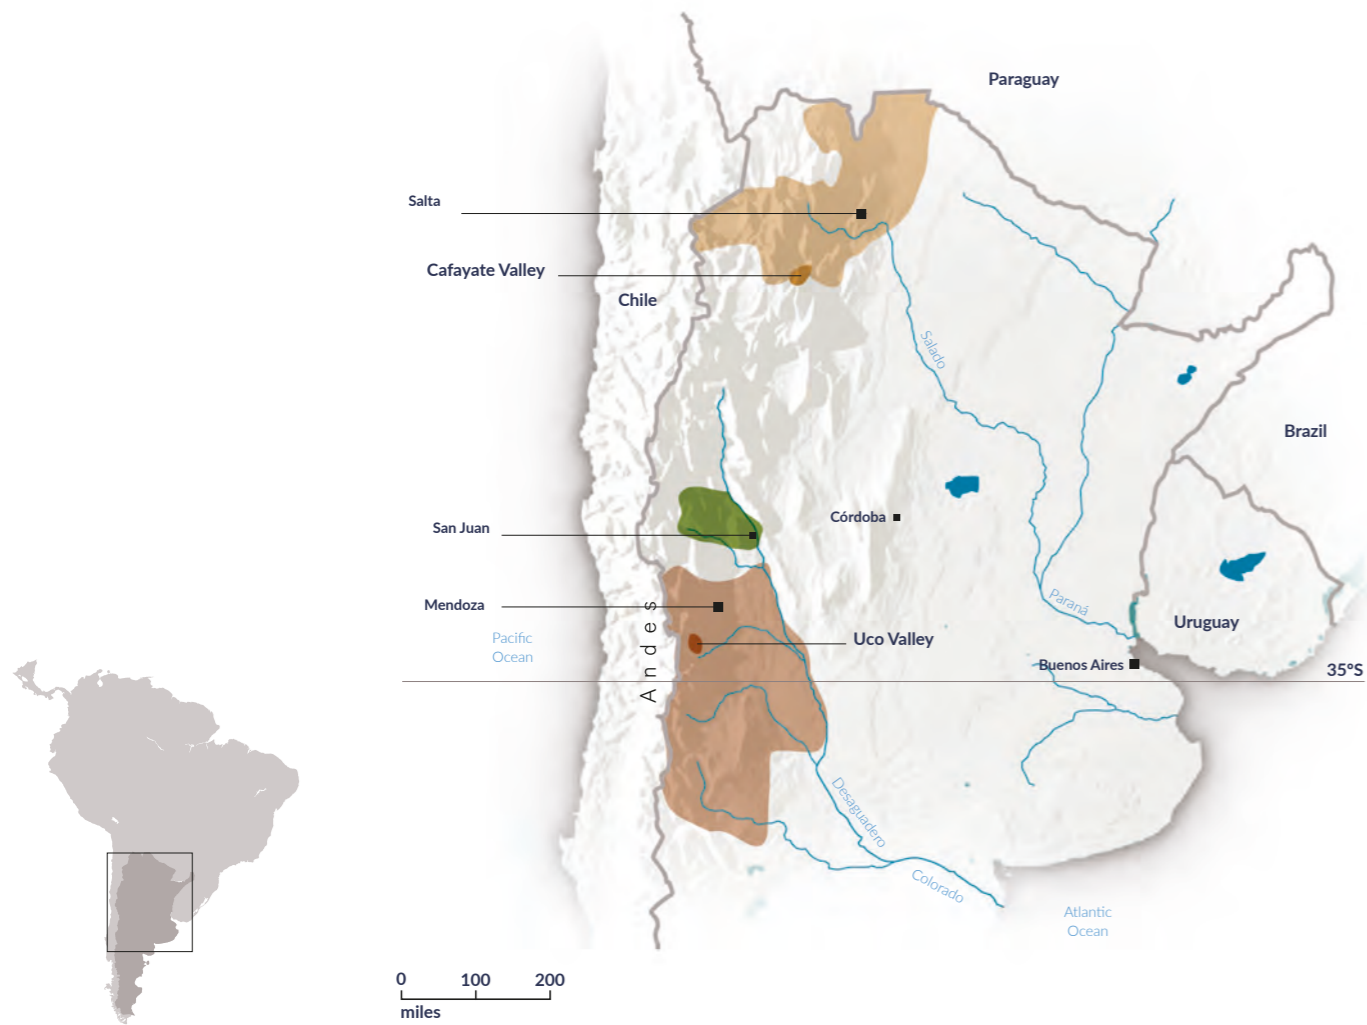 Paraguay
Salta
Cafayate Valley
Chile
Salado
Brazil
Córdoba
San Juan
Mendoza
Andes
Paraná
Uruguay
Pacific
Ocean
Uco Valley
Buenos Aires
35°S
Desaguadero
Colorado
Atlantic
Ocean
0 100 200
miles